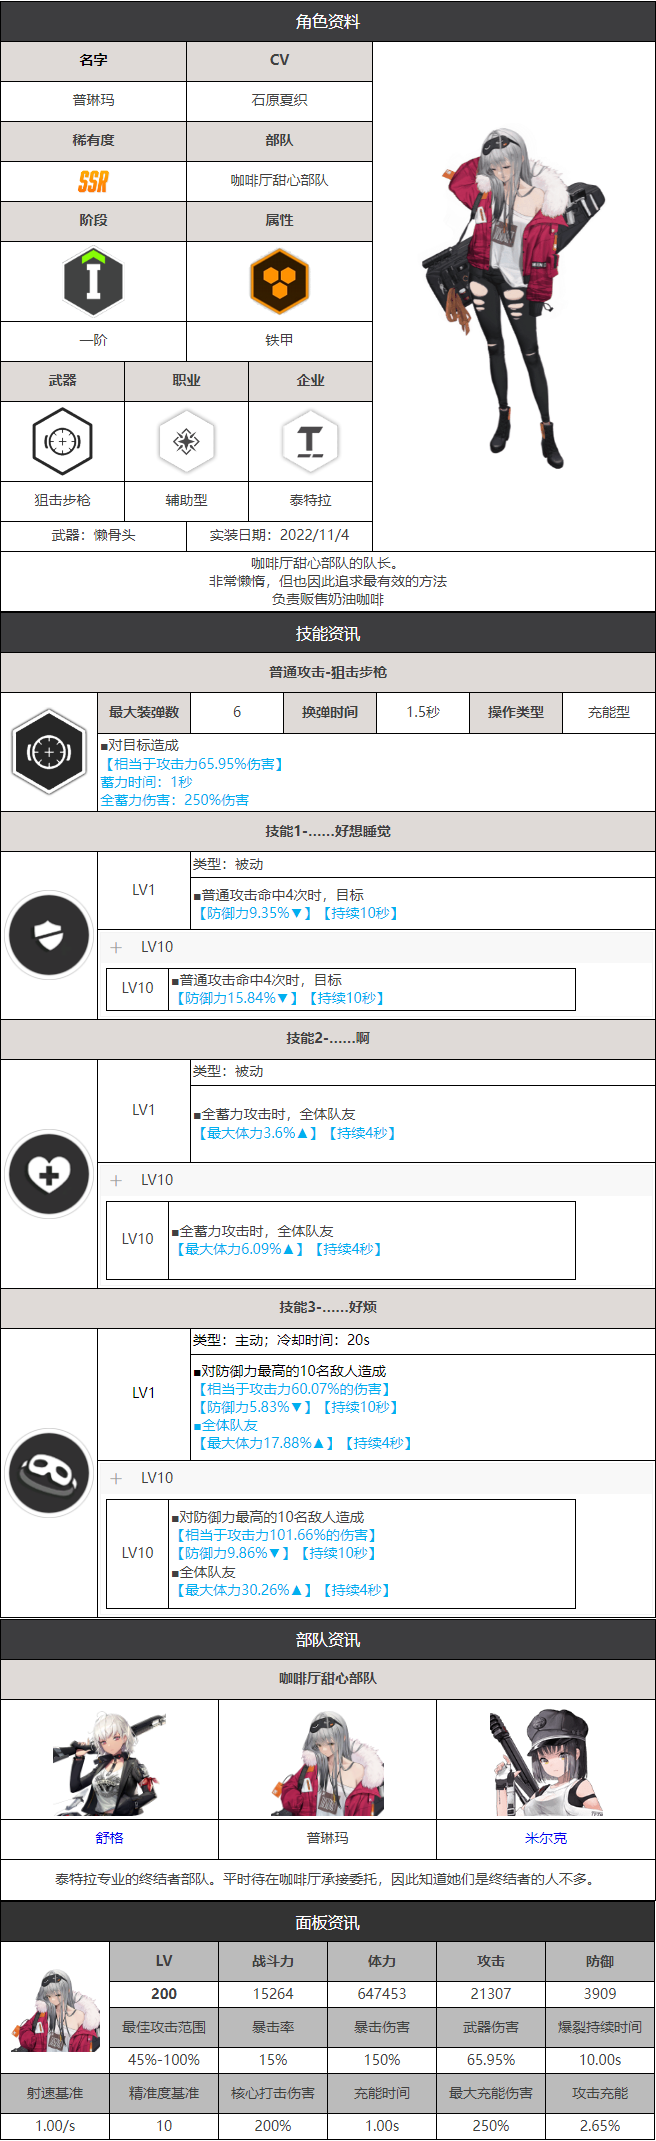 角色资料
名字
CV
普琳玛
石原夏织
稀有度
部队
SSR
咖啡厅甜心部队
阶段
属性
I
一阶
铁甲
武器
职业
企业
T
狙击步枪
辅助型
泰特拉
武器：懒骨头
实装日期：2022/11/4
咖啡厅甜心部队的队长。
非常懒惰，但也因此追求最有效的方法
负责贩售奶油咖啡
技能资讯
普通攻击-狙击步枪
最大装弹数
6
换弹时间
1.5秒
操作类型
充能型
■对目标造成
【相当于攻击力65.95%伤害】
蓄力时间：1秒
全蓄力伤害：250%伤害
技能1-……好想睡觉
LV1
类型：被动
■普通攻击命中4次时，目标
【防御力9.35%▼】【持续10秒】
+ LV10
LV10
■普通攻击命中4次时，目标
【防御力15.84%▼】【持续10秒】
技能2-……啊
LV1
类型：被动
■全蓄力攻击时，全体队友
【最大体力3.6%▲】【持续4秒】
+ LV10
LV10
■全蓄力攻击时，全体队友
【最大体力6.09%▲】【持续4秒】
技能3-……好烦
LV1
类型：主动；冷却时间：20s
■对防御力最高的10名敌人造成
【相当于攻击力60.07%的伤害】
【防御力5.83%▼】【持续10秒】
■全体队友
【最大体力17.88%▲】【持续4秒】
+ LV10
LV10
■对防御力最高的10名敌人造成
【相当于攻击力101.66%的伤害】
【防御力9.86%▼】【持续10秒】
■全体队友
【最大体力30.26%▲】【持续4秒】
部队资讯
咖啡厅甜心部队
舒格
普琳玛
米尔克
泰特拉专业的终结者部队。平时待在咖啡厅承接委托，因此知道她们是终结者的人不多。
面板资讯
LV
战斗力
体力
攻击
防御
200
15264
647453
21307
3909
最佳攻击范围
暴击率
暴击伤害
武器伤害
爆裂持续时间
45%-100%
15%
150%
65.95%
10.00s
射速基准
精准度基准
核心打击伤害
充能时间
最大充能伤害
攻击充能
1.00/s
10
200%
1.00s
250%
2.65%